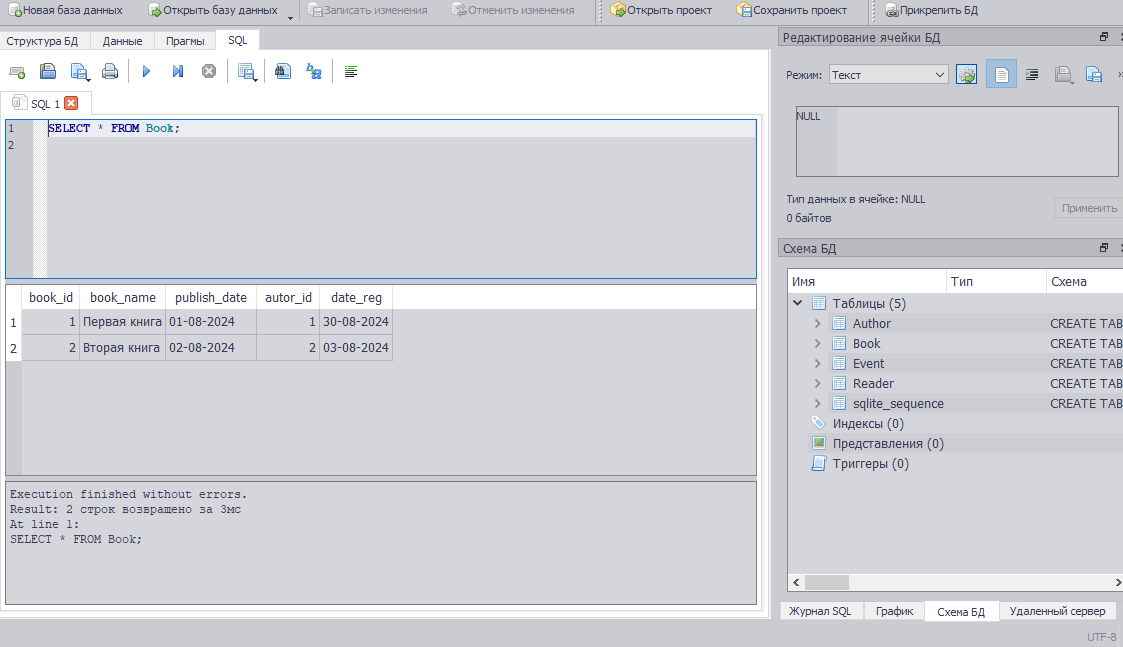 Новая база данных Открыть базу данных Записать изменения Отменить изменения Открыть проект Сохранить проект Прикрепить БД
Структура БД Данные Прагмы SQL
SQL 1
1 SELECT * FROM Book;
2
book_id book_name publish_date autor_id date_reg
1 1 Первая книга 01-08-2024 1 30-08-2024
2 2 Вторая книга 02-08-2024 2 03-08-2024
Execution finished without errors.
Result: 2 строк возвращено за 3мс
At line 1:
SELECT * FROM Book;
Редактирование ячейки БД
Режим: Текст
NULL
Тип данных в ячейке: NULL
0 байтов
Применить
Схема БД
Имя Тип Схема
Таблицы (5)
Author CREATE TAB
Book CREATE TAB
Event CREATE TAB
Reader CREATE TAB
sqlite_sequence CREATE TAB
Индексы (0)
Представления (0)
Триггеры (0)
Журнал SQL График Схема БД Удаленный сервер
UTF-8